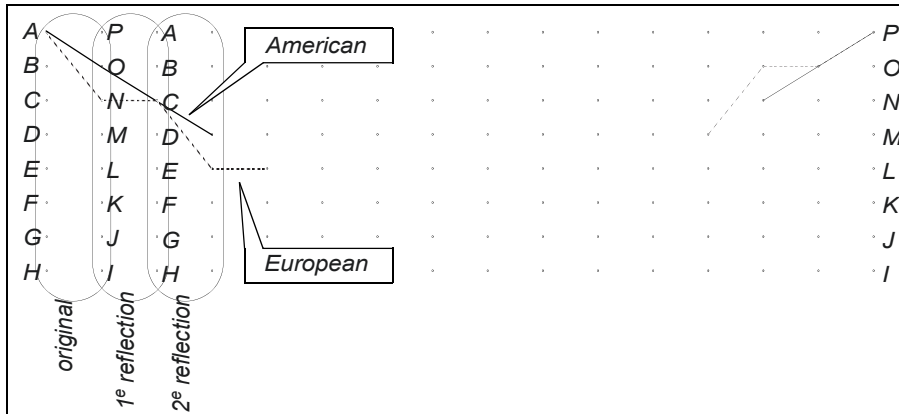 A P A P
American
B O B O
C N C N
D M D M
E L E L
F K F K
G J G J
European
H I H I
original
1e reflection
2e reflection